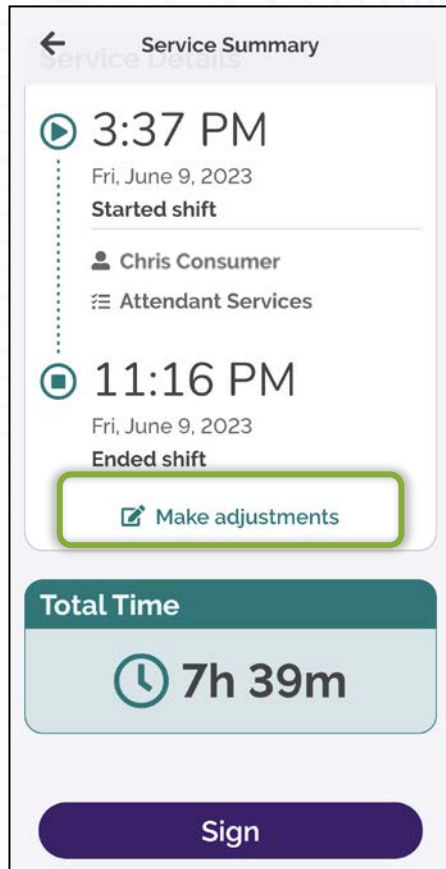 Service Summary
Service Details
3:37 PM
Fri, June 9, 2023
Started shift
Chris Consumer
Attendant Services
11:16 PM
Fri, June 9, 2023
Ended shift
Make adjustments
Total Time
7h 39m
Sign